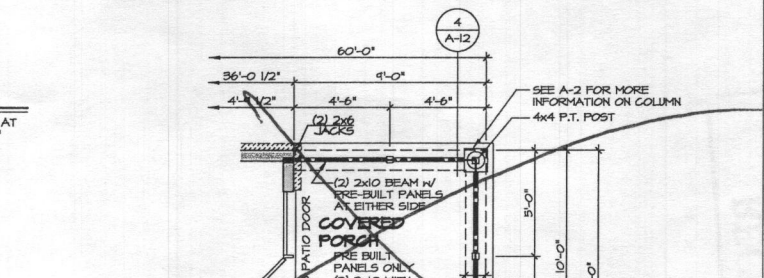 4
A-12
60'-0"
36'-0 1/2"
9'-0"
4'-6"
4'-6"
SEE A-2 FOR MORE
INFORMATION ON COLUMN
4x4 P.T. POST
AT
(2) 2x6
JACKS
(2) 2x10 BEAM W/
PRE-BUILT PANELS
AT EITHER SIDE
PATIO DOOR
COVERED
PORCH
PRE BUILT
PANELS ONLY
5'-0"
10'-0"